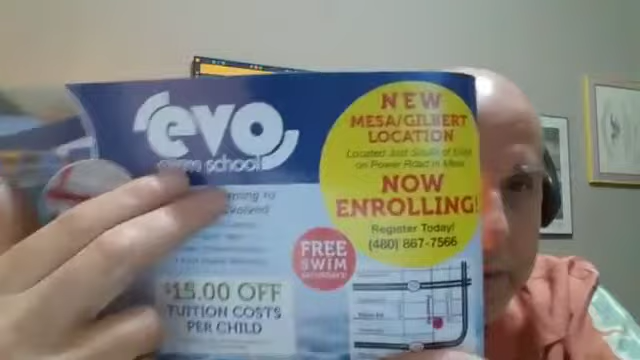 evo
swim school
NEW
MESA/GILBERT
LOCATION
Located Just South of
on Power Road in Mesa
NOW
ENROLLING!
Register Today!
(480) 867-7566
FREE
SWIM
$15.00 OFF
TUITION COSTS
PER CHILD